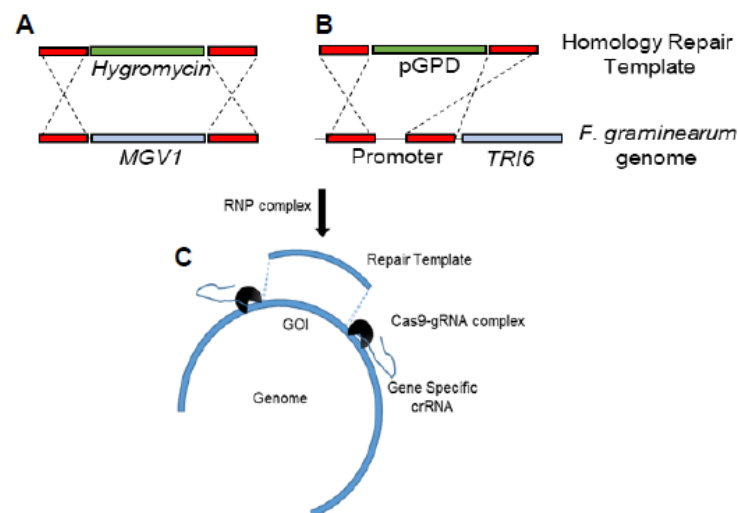 A
B
Hygromycin
pGPD
Homology Repair
Template
MGV1
Promoter
TRI6
F. graminearum
genome
RNP complex
C
Repair Template
Cas9-gRNA complex
GOI
Gene Specific
crRNA
Genome